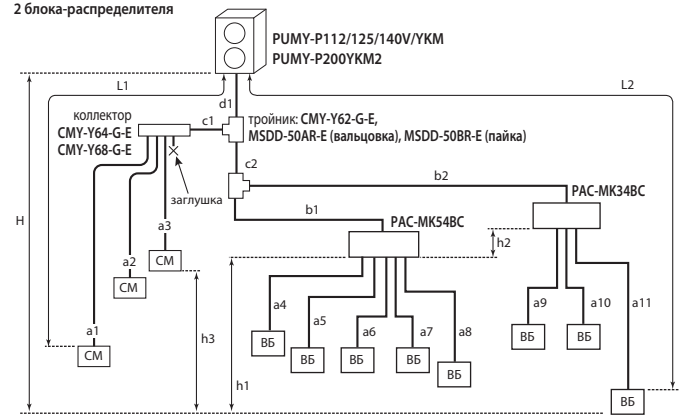 2 блока-распределителя
PUMY-P112/125/140V/YKM
PUMY-P200YKM2
L1
L2
d1
коллектор
CMY-Y64-G-E
CMY-Y68-G-E
c1
тройник: CMY-Y62-G-E,
MSDD-50AR-E (вальцовка), MSDD-50BR-E (пайка)
c2
b2
PAC-MK34BC
заглушка
H
b1
PAC-MK54BC
h2
a3
a2
СМ
СМ
a1
СМ
h3
h1
a4
a5
a6
a7
a8
ВБ
ВБ
ВБ
ВБ
ВБ
a9
a10
a11
ВБ
ВБ
ВБ